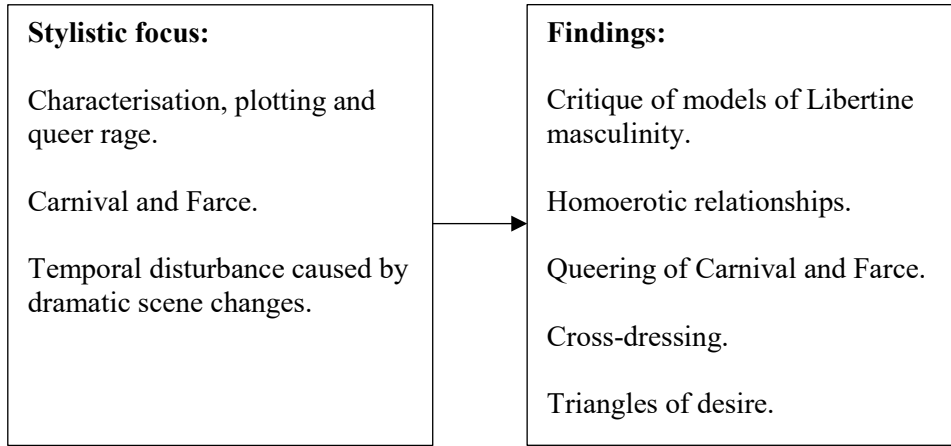 Stylistic focus:
Characterisation, plotting and
queer rage.
Carnival and Farce.
Temporal disturbance caused by
dramatic scene changes.
Findings:
Critique of models of Libertine
masculinity.
Homoerotic relationships.
Queering of Carnival and Farce.
Cross-dressing.
Triangles of desire.